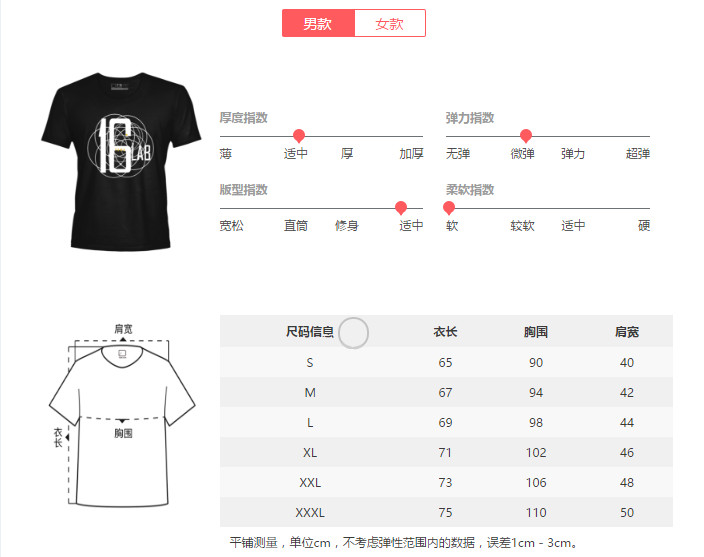 男款 女款
16
LAB
厚度指数 弹力指数
薄 适中 厚 加厚 无弹 微弹 弹力 超弹
版型指数 柔软指数
宽松 直筒 修身 适中 软 较软 适中 硬
肩宽
胸围
衣长
尺码信息 衣长 胸围 肩宽
S 65 90 40
M 67 94 42
L 69 98 44
XL 71 102 46
XXL 73 106 48
XXXL 75 110 50
平铺测量，单位cm，不考虑弹性范围内的数据，误差1cm - 3cm。